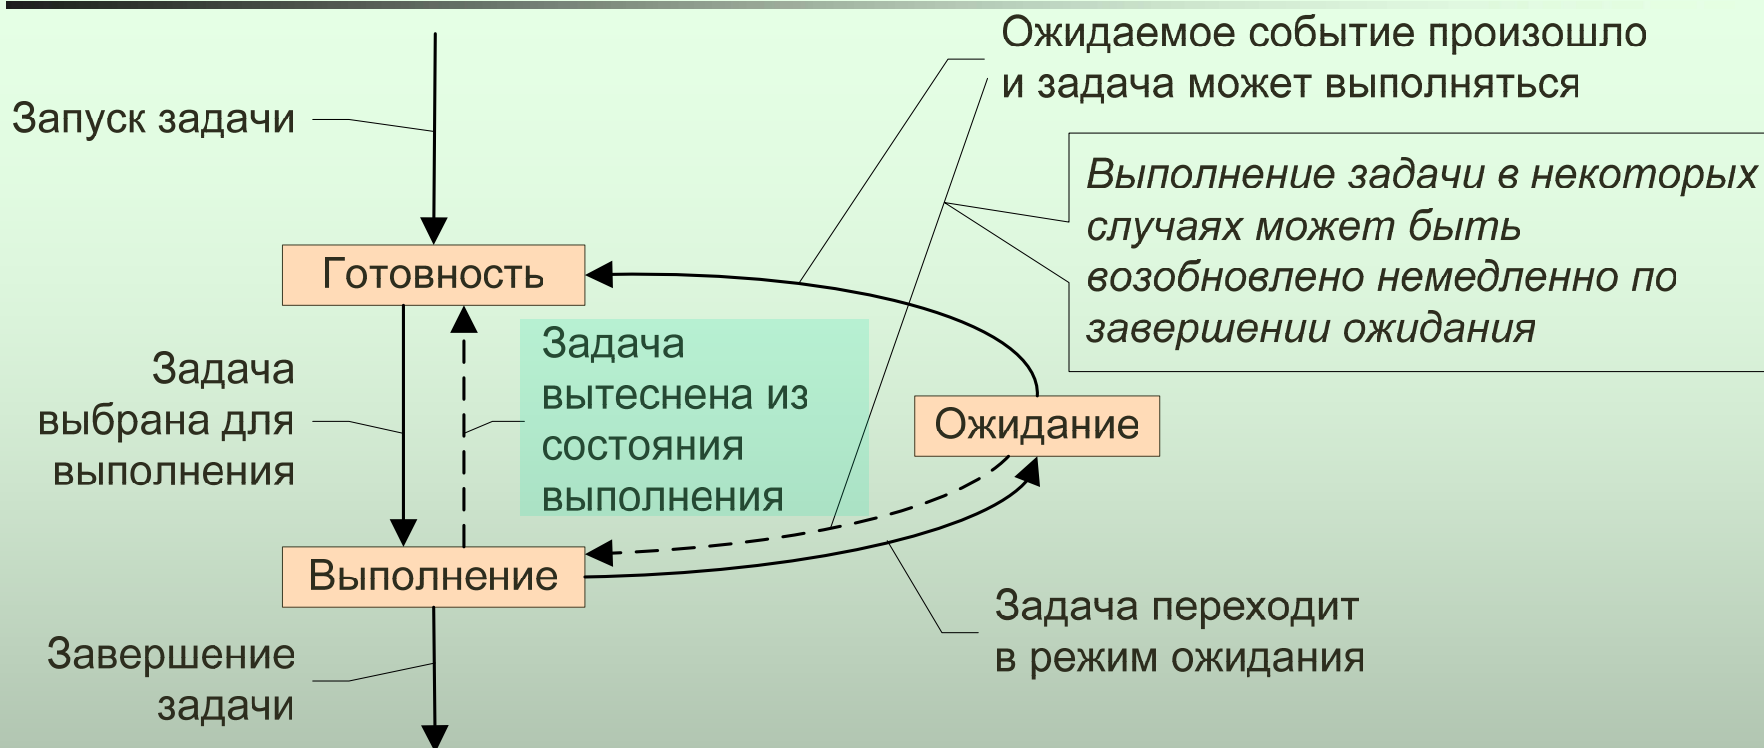 Ожидаемое событие произошло
и задача может выполняться
Запуск задачи
Выполнение задачи в некоторых
случаях может быть
возобновлено немедленно по
завершении ожидания
Готовность
Задача
вытеснена из
состояния
выполнения
Задача
выбрана для
выполнения
Ожидание
Выполнение
Задача переходит
в режим ожидания
Завершение
задачи